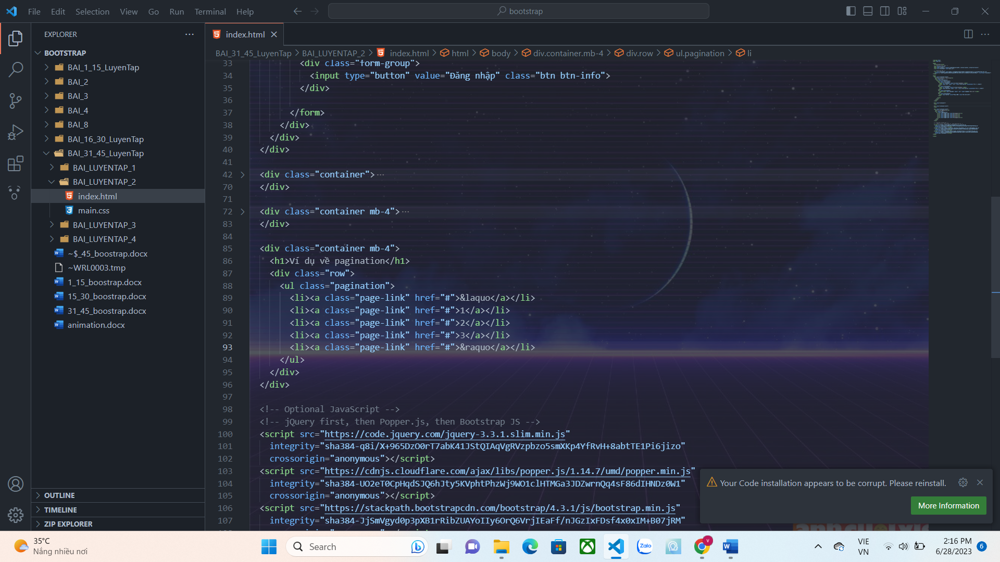 File Edit Selection View Go Run Terminal Help
bootstrap
EXPLORER
BOOTSTRAP
BAI_1_15_LuyenTap
BAI_2
BAI_3
BAI_4
BAI_8
BAI_16_30_LuyenTap
BAI_31_45_LuyenTap
BAI_LUYENTAP_1
BAI_LUYENTAP_2
index.html
main.css
BAI_LUYENTAP_3
BAI_LUYENTAP_4
~$_45_boostrap.docx
~WRL0003.tmp
1_15_boostrap.docx
15_30_boostrap.docx
31_45_boostrap.docx
animation.docx
OUTLINE
TIMELINE
ZIP EXPLORER
index.html
BAI_31_45_LuyenTap > BAI_LUYENTAP_2 > index.html > html > body > div.container.mb-4 > div.row > ul.pagination > li
33 <div class="form-group">
34 <input type="button" value="Đăng nhập" class="btn btn-info">
35 </div>
36
37 </form>
38 </div>
39 </div>
40 </div>
41
42 <div class="container">···
70 </div>
71
72 <div class="container mb-4">···
83 </div>
84
85 <div class="container mb-4">
86 <h1>Ví dụ về pagination</h1>
87 <div class="row">
88 <ul class="pagination">
89 <li><a class="page-link" href="#">&laquo</a></li>
90 <li><a class="page-link" href="#">1</a></li>
91 <li><a class="page-link" href="#">2</a></li>
92 <li><a class="page-link" href="#">3</a></li>
93 <li><a class="page-link" href="#">&raquo</a></li>
94 </ul>
95 </div>
96 </div>
97
98 <!-- Optional JavaScript -->
99 <!-- jQuery first, then Popper.js, then Bootstrap JS -->
100 <script src="https://code.jquery.com/jquery-3.3.1.slim.min.js"
101 integrity="sha384-q8i/X+965DzO0rT7abK41JStQIAqVgRVzpbzo5smXKp4YfRvH+8abtTE1Pi6jizo"
102 crossorigin="anonymous"></script>
103 <script src="https://cdnjs.cloudflare.com/ajax/libs/popper.js/1.14.7/umd/popper.min.js"
104 integrity="sha384-UO2eT0CpHqdSJQ6hJty5KVphtPhzWj9WO1clHTMGa3JDZwrnQq4sF86dIHNDz0W1"
105 crossorigin="anonymous"></script>
106 <script src="https://stackpath.bootstrapcdn.com/bootstrap/4.3.1/js/bootstrap.min.js"
107 integrity="sha384-JjSmVgyd0p3pXB1rRibZUAYoIIy6OrQ6VrjIEaFf/nJGzIxFDsf4x0xIM+B07jRM"
Your Code installation appears to be corrupt. Please reinstall.
More Information
35°C
Nắng nhiều nơi
Search
Zalo
VIE
VN
2:16 PM
6/28/2023
6